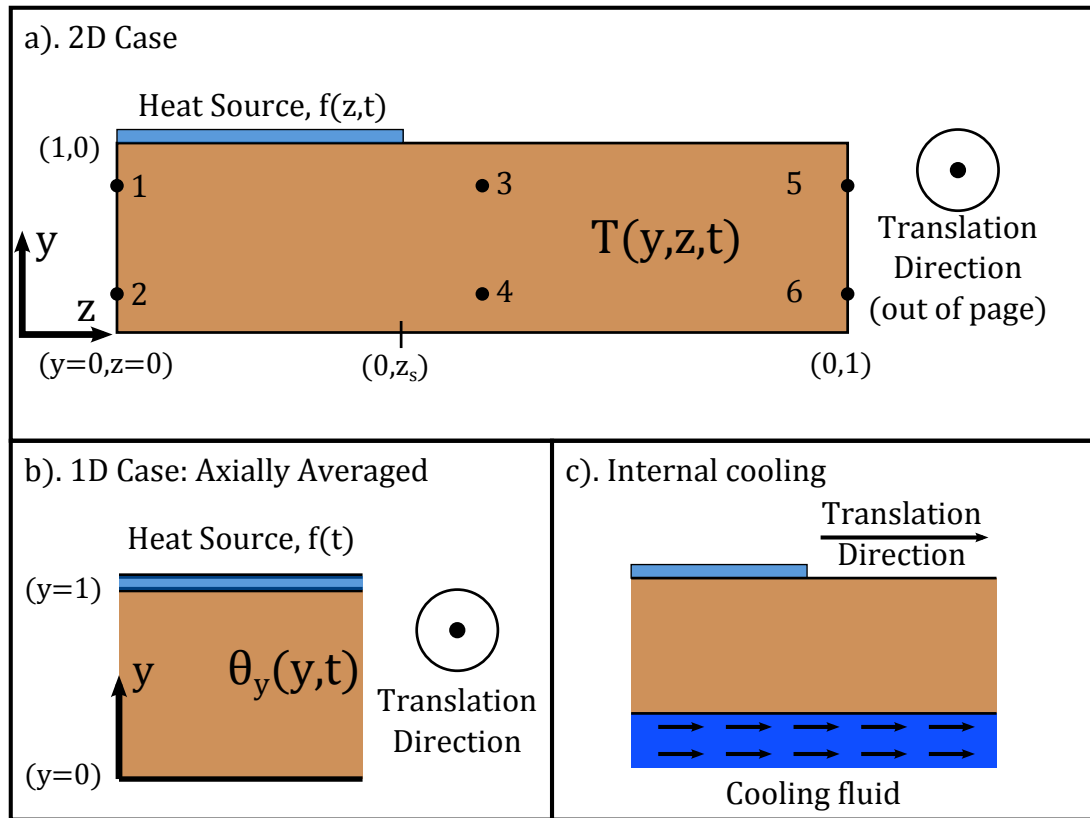 a). 2D Case
Heat Source, f(z,t)
(1,0)
1
3
5
T(y,z,t)
y
2
4
6
z
Translation
Direction
(out of page)
(y=0,z=0)
(0,zₛ)
(0,1)
b). 1D Case: Axially Averaged
Heat Source, f(t)
(y=1)
y
θᵧ(y,t)
Translation
Direction
(y=0)
c). Internal cooling
Translation
Direction
Cooling fluid